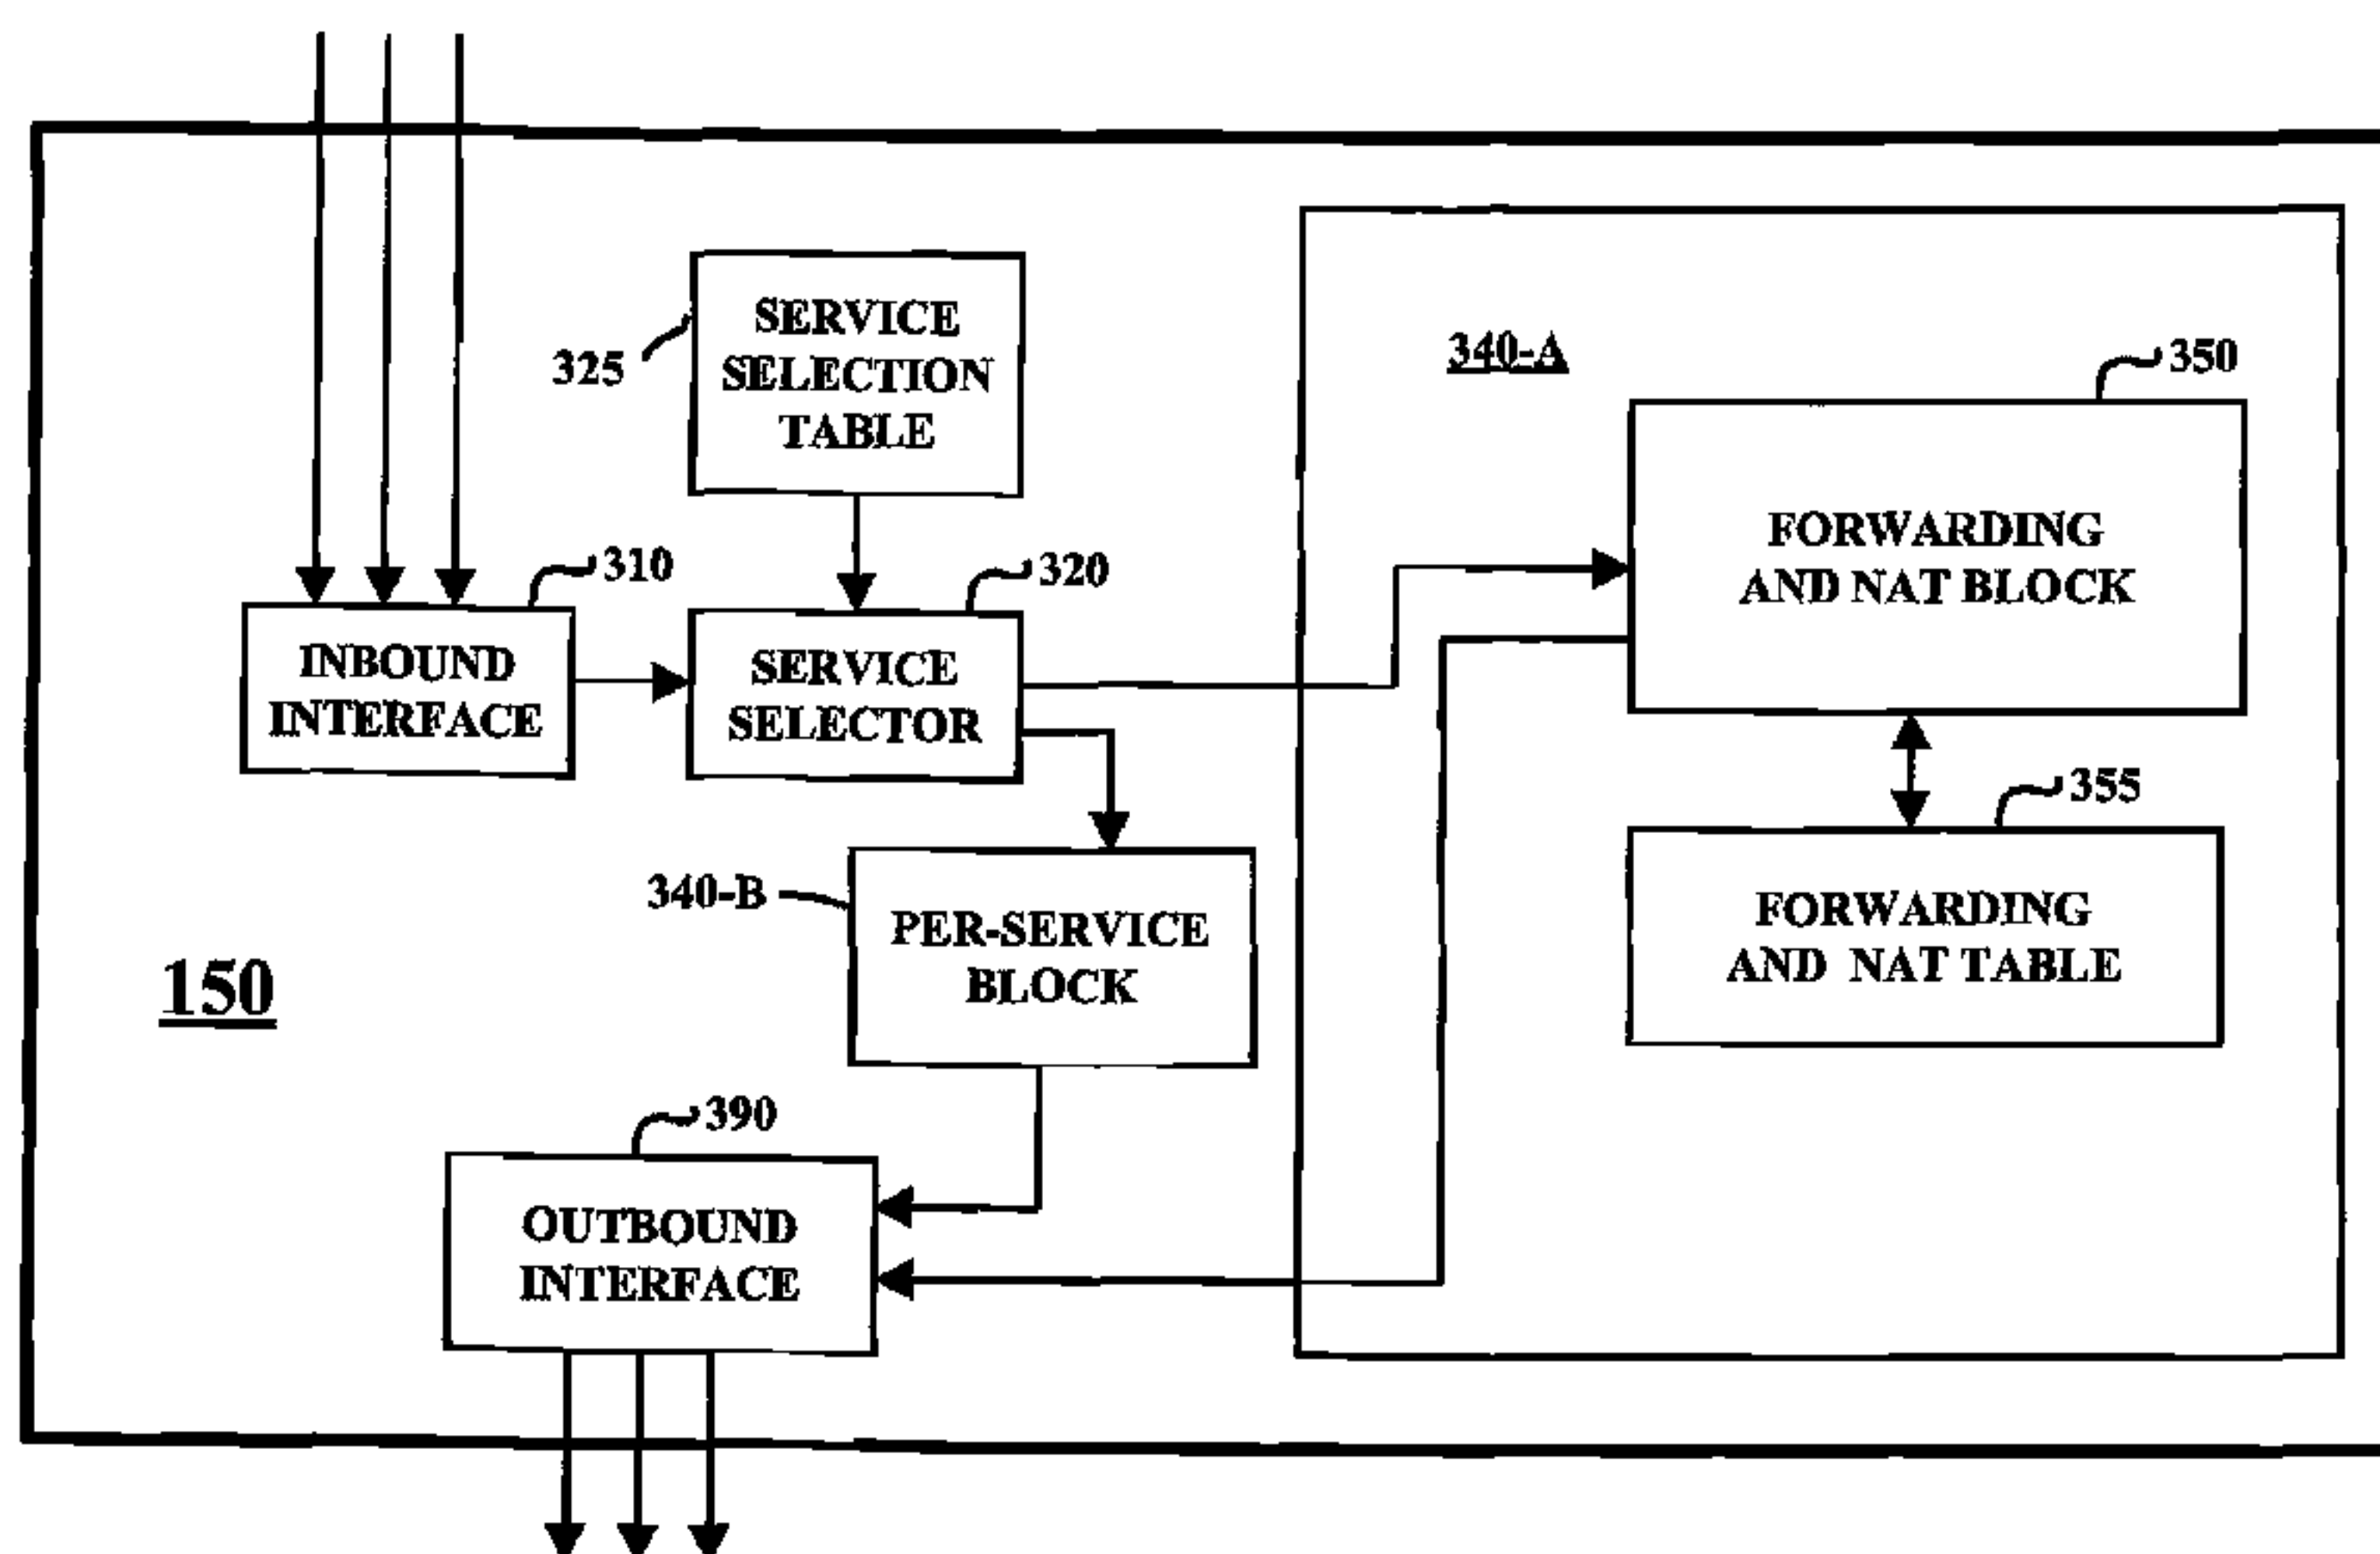 SERVICE
SELECTION
TABLE
325
340-A
350
FORWARDING
AND NAT BLOCK
310
320
INBOUND
INTERFACE
SERVICE
SELECTOR
355
FORWARDING
AND NAT TABLE
340-B
PER-SERVICE
BLOCK
150
390
OUTBOUND
INTERFACE